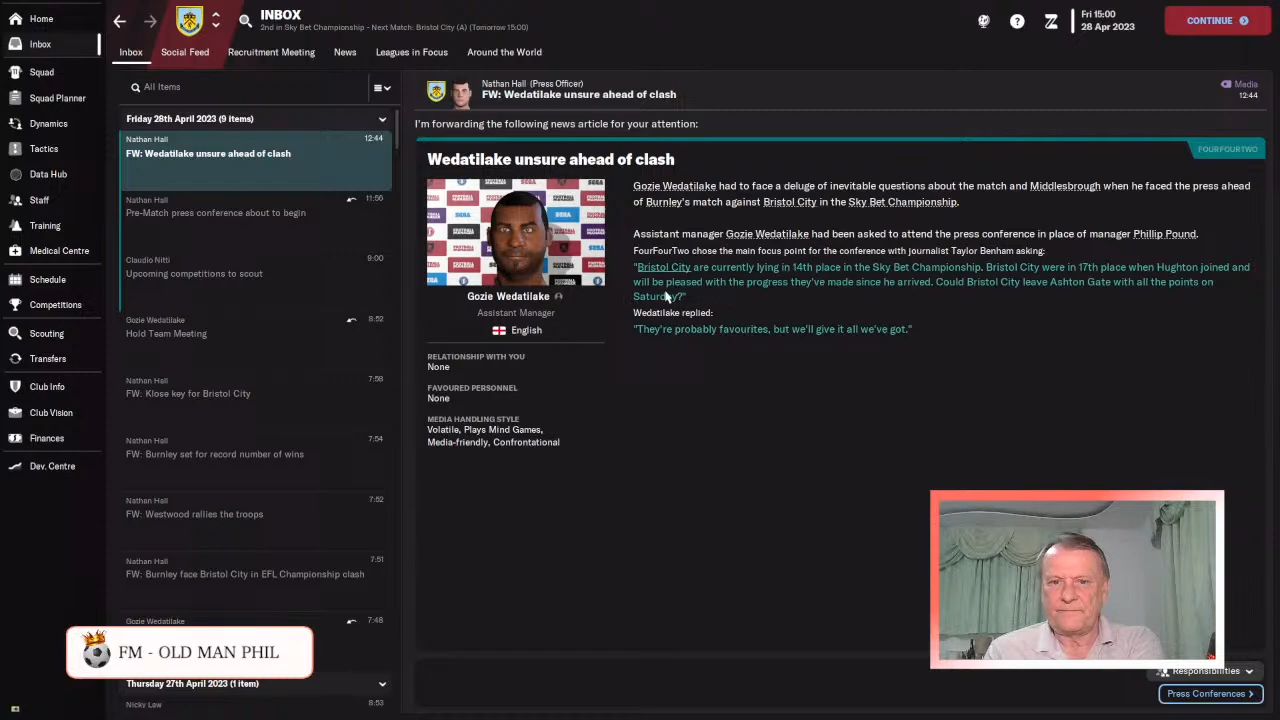 Home
Inbox
Squad
Squad Planner
Dynamics
Tactics
Data Hub
Staff
Training
Medical Centre
Schedule
Competitions
Scouting
Transfers
Club Info
Club Vision
Finances
Dev. Centre
INBOX
2nd in Sky Bet Championship - Next Match: Bristol City (A) (Tomorrow 15:00)
Fri 15:00
28 Apr 2023
CONTINUE
Inbox
Social Feed
Recruitment Meeting
News
Leagues in Focus
Around the World
All Items
Friday 28th April 2023 (9 items)
Nathan Hall 12:44
FW: Wedatilake unsure ahead of clash
Nathan Hall 11:56
Pre-Match press conference about to begin
Claudio Nitti 9:00
Upcoming competitions to scout
Gozie Wedatilake 8:52
Hold Team Meeting
Nathan Hall 7:58
FW: Klose key for Bristol City
Nathan Hall 7:54
FW: Burnley set for record number of wins
Nathan Hall 7:52
FW: Westwood rallies the troops
Nathan Hall 7:51
FW: Burnley face Bristol City in EFL Championship clash
Gozie Wedatilake 7:48
FM - OLD MAN PHIL
Thursday 27th April 2023 (1 item)
Nicky Law 8:53
Nathan Hall (Press Officer)
FW: Wedatilake unsure ahead of clash
Media
12:44
I'm forwarding the following news article for your attention:
FOURFOURTWO
Wedatilake unsure ahead of clash
SEGA
Gozie Wedatilake
Assistant Manager
English
RELATIONSHIP WITH YOU
None
FAVOURED PERSONNEL
None
MEDIA HANDLING STYLE
Volatile, Plays Mind Games,
Media-friendly, Confrontational
Gozie Wedatilake had to face a deluge of inevitable questions about the match and Middlesbrough when he faced the press ahead
of Burnley's match against Bristol City in the Sky Bet Championship.
Assistant manager Gozie Wedatilake had been asked to attend the press conference in place of manager Phillip Pound.
FourFourTwo chose the main focus points of the conference, with journalist Taylor Benham asking:
"Bristol City are currently lying in 14th place in the Sky Bet Championship. Bristol City were in 17th place when Hughton joined and
will be pleased with the progress they've made since he arrived. Could Bristol City leave Ashton Gate with all the points on
Saturday?"
Wedatilake replied:
"They're probably favourites, but we'll give it all we've got."
Responsibilities
Press Conferences